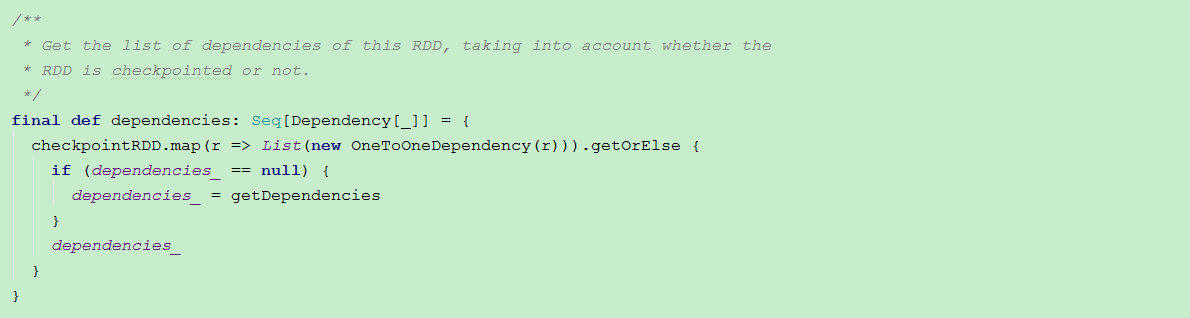 /**
 * Get the list of dependencies of this RDD, taking into account whether the
 * RDD is checkpointed or not.
 */
final def dependencies: Seq[Dependency[_]] = {
  checkpointRDD.map(r => List(new OneToOneDependency(r))).getOrElse {
    if (dependencies_ == null) {
      dependencies_ = getDependencies
    }
    dependencies_
  }
}